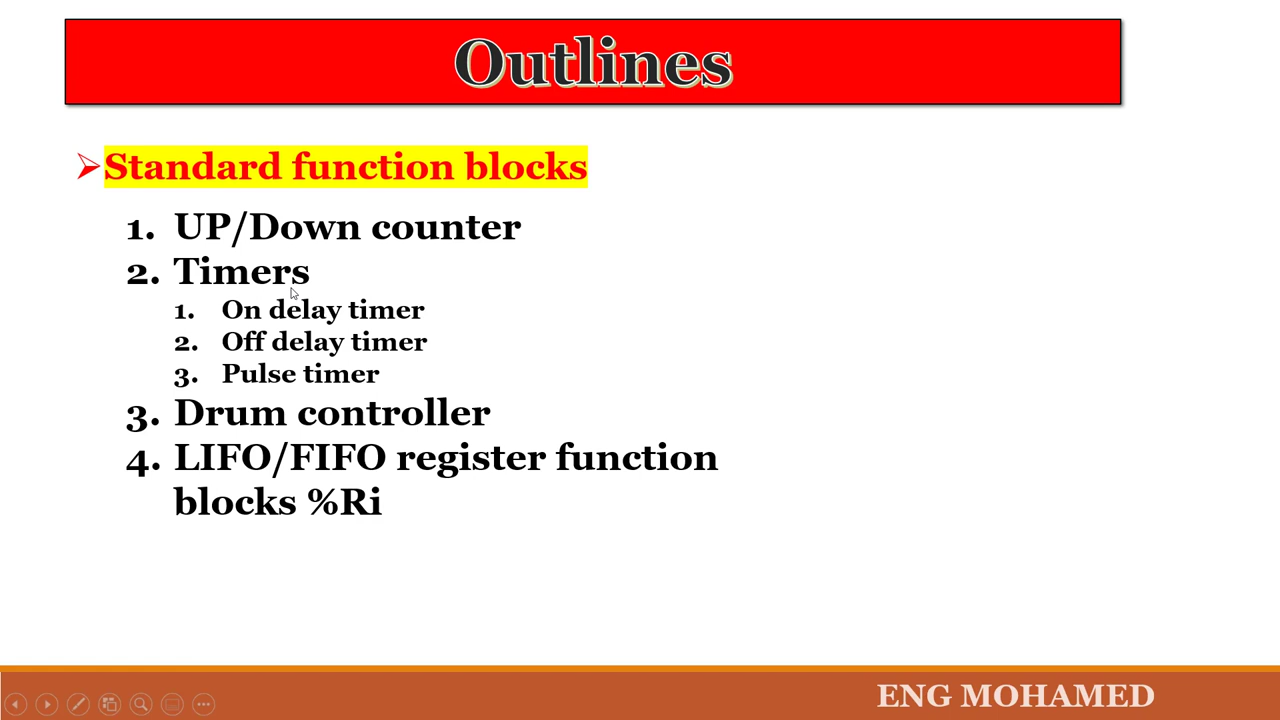 Outlines
Standard function blocks
1. UP/Down counter
2. Timers
1. On delay timer
2. Off delay timer
3. Pulse timer
3. Drum controller
4. LIFO/FIFO register function
blocks %Ri
ENG MOHAMED